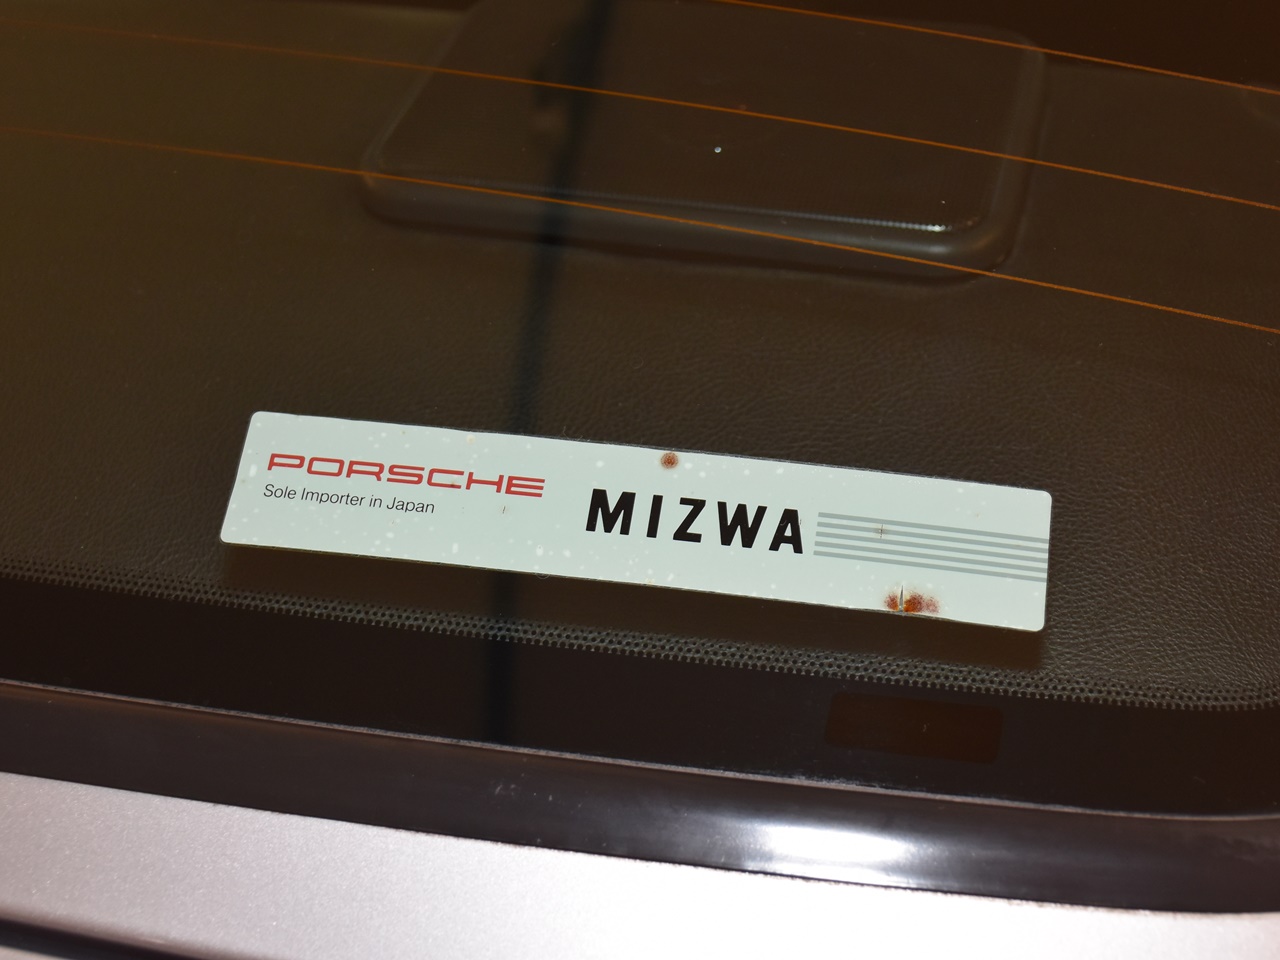 PORSCHE
Sole Importer in Japan
MIZWA